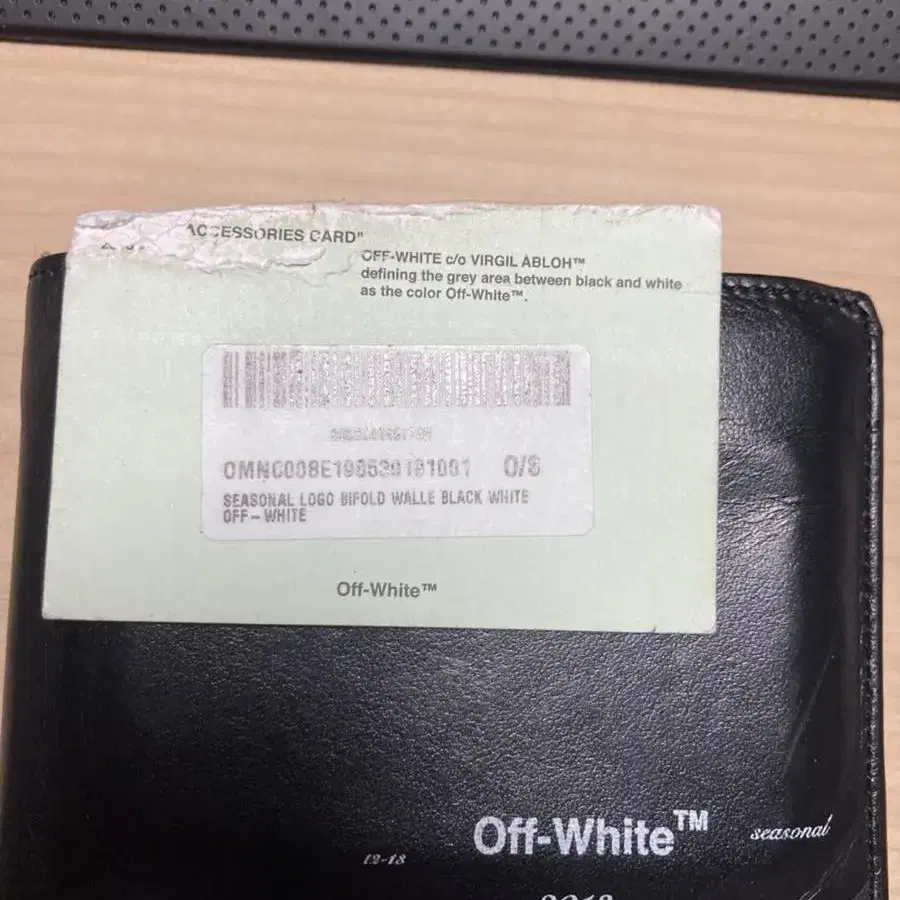 ACCESSORIES CARD"
OFF-WHITE c/o VIRGIL ABLOH™
defining the grey area between black and white
as the color Off-White™.
O/S
SEASONAL LOGO BIFOLD WALLE BLACK WHITE
OFF-WHITE
Off-White™
Off-White™
seasonal
12-13